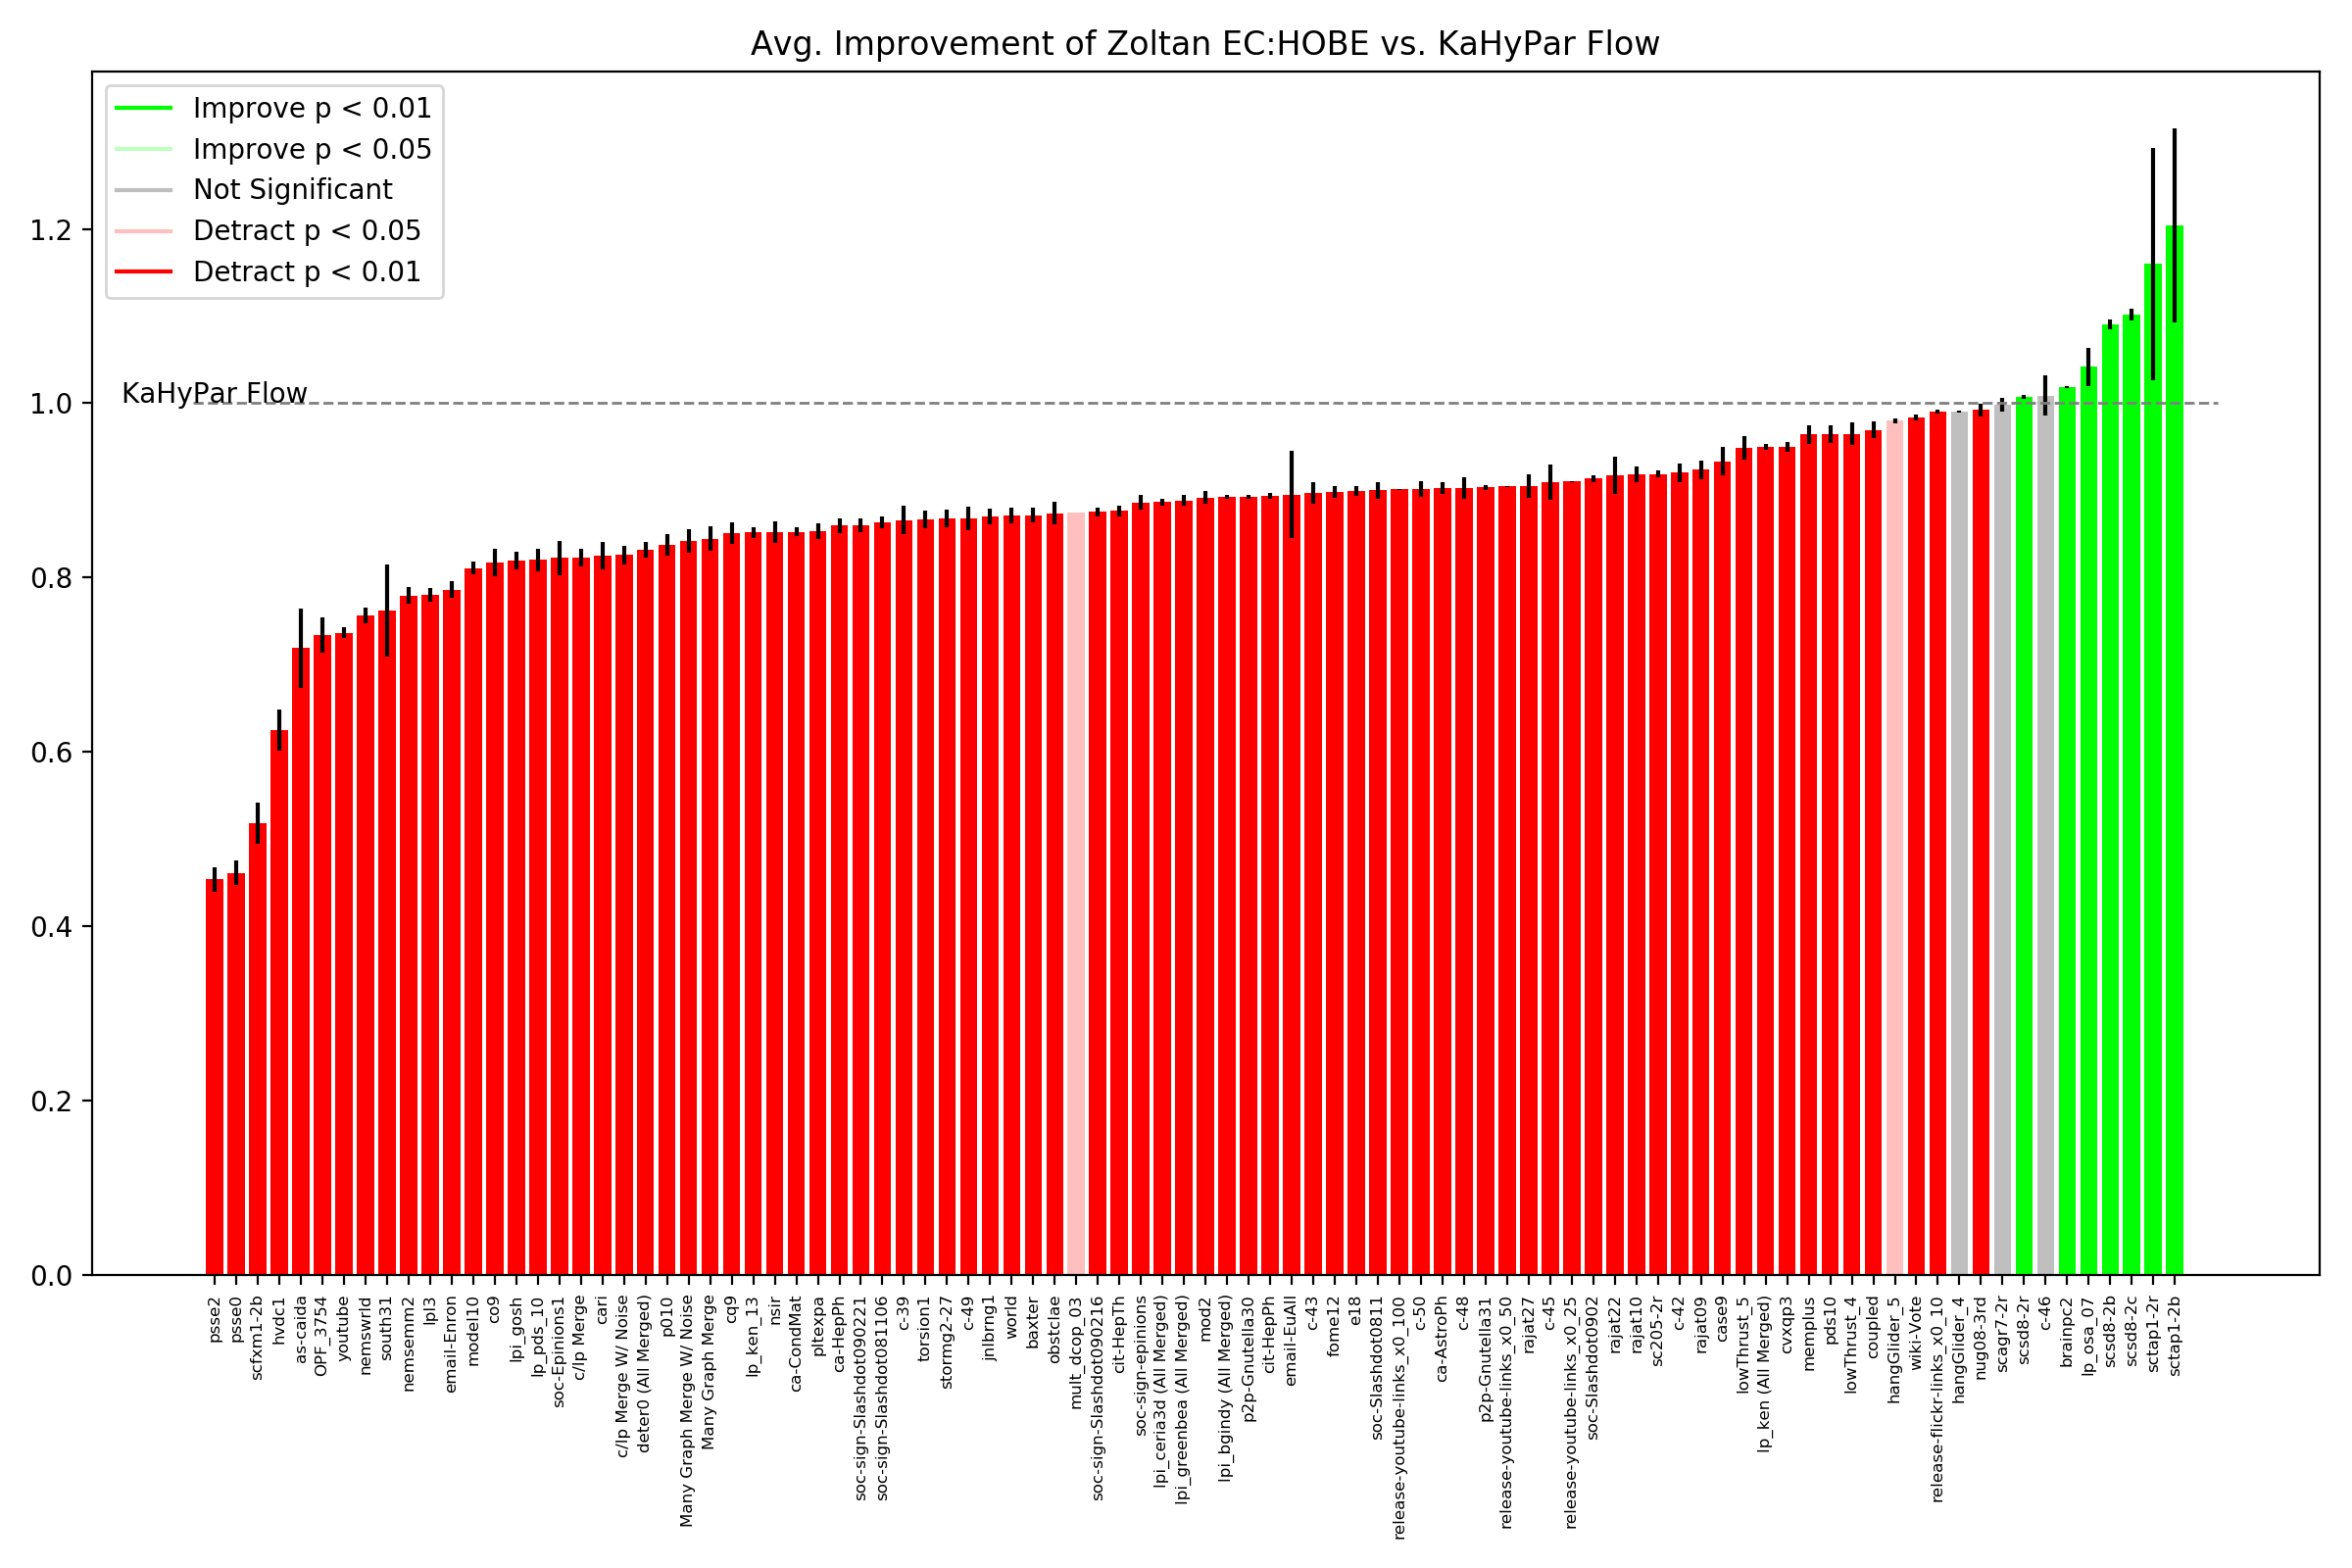 Avg. Improvement of Zoltan EC:HOBE vs. KaHyPar Flow
Improve p < 0.01
Improve p < 0.05
Not Significant
Detract p < 0.05
Detract p < 0.01
KaHyPar Flow
1.2
1.0
0.8
0.6
0.4
0.2
0.0
psse2
psse0
scfxm1-2b
hvdc1
as-caida
OPF_3754
youtube
nemswrld
south31
nemsemm2
lpl3
email-Enron
model10
co9
lpi_gosh
lp_pds_10
soc-Epinions1
c/lp Merge
cari
c/lp Merge W/ Noise
deter0 (All Merged)
p010
Many Graph Merge W/ Noise
Many Graph Merge
cq9
lp_ken_13
nsir
ca-CondMat
pltexpa
ca-HepPh
soc-sign-Slashdot090221
soc-sign-Slashdot081106
c-39
torsion1
stormg2-27
c-49
jnlbrng1
world
baxter
obstclae
mult_dcop_03
soc-sign-Slashdot090216
cit-HepTh
soc-sign-epinions
lpi_ceria3d (All Merged)
lpi_greenbea (All Merged)
mod2
lpi_bgindy (All Merged)
p2p-Gnutella30
cit-HepPh
email-EuAll
c-43
fome12
e18
soc-Slashdot0811
release-youtube-links_x0_100
c-50
ca-AstroPh
c-48
p2p-Gnutella31
release-youtube-links_x0_50
rajat27
c-45
release-youtube-links_x0_25
soc-Slashdot0902
rajat22
rajat10
sc205-2r
c-42
rajat09
case9
lowThrust_5
lp_ken (All Merged)
cvxqp3
memplus
pds10
lowThrust_4
coupled
hangGlider_5
wiki-Vote
release-flickr-links_x0_10
hangGlider_4
nug08-3rd
scagr7-2r
scsd8-2r
c-46
brainpc2
lp_osa_07
scsd8-2b
scsd8-2c
sctap1-2r
sctap1-2b